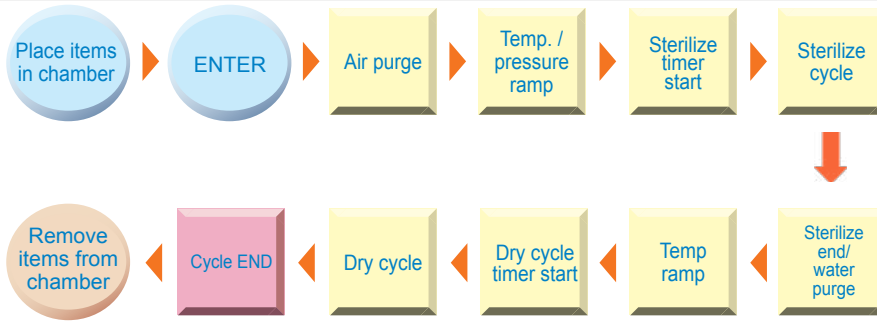 Place items
in chamber
ENTER
Air purge
Temp. /
pressure
ramp
Sterilize
timer
start
Sterilize
cycle
Remove
items from
chamber
Cycle END
Dry cycle
Dry cycle
timer start
Temp
ramp
Sterilize
end/
water
purge